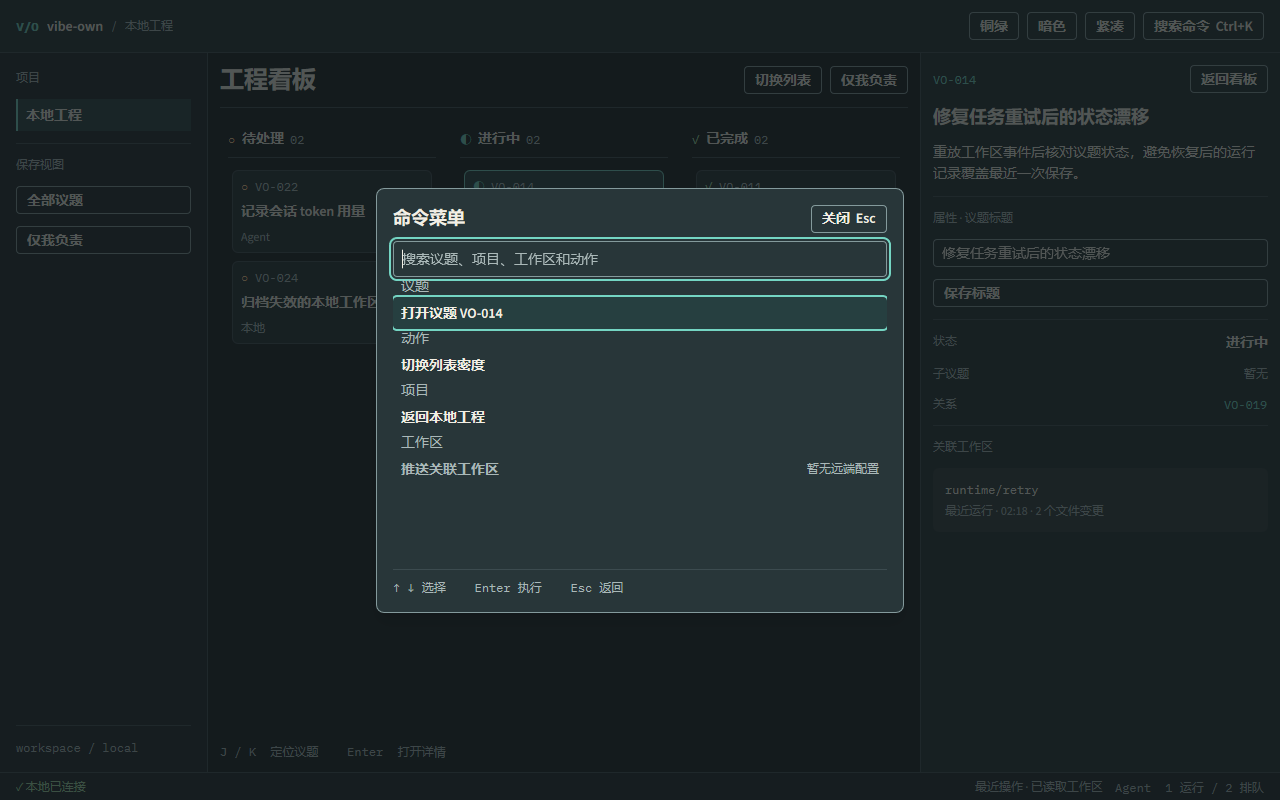 V/O vibe-own / 本地工程
铜绿 暗色 紧凑 搜索命令 Ctrl+K
项目
本地工程
保存视图
全部议题
仅我负责
workspace / local
工程看板
切换列表 仅我负责
○ 待处理 02
◐ 进行中 02
✓ 已完成 02
○ VO-022
记录会话 token 用量
Agent
○ VO-024
归档失效的本地工作区
本地
◐ VO-014
✓ VO-011
命令菜单
关闭 Esc
搜索议题、项目、工作区和动作
议题
打开议题 VO-014
动作
切换列表密度
项目
返回本地工程
工作区
推送关联工作区 暂无远端配置
↑ ↓ 选择 Enter 执行 Esc 返回
J / K 定位议题 Enter 打开详情
VO-014
返回看板
修复任务重试后的状态漂移
重放工作区事件后核对议题状态，避免恢复后的运行
记录覆盖最近一次保存。
属性 · 议题标题
修复任务重试后的状态漂移
保存标题
状态 进行中
子议题 暂无
关系 VO-019
关联工作区
runtime/retry
最近运行 · 02:18 · 2 个文件变更
✓ 本地已连接
最近操作 · 已读取工作区 Agent 1 运行 / 2 排队